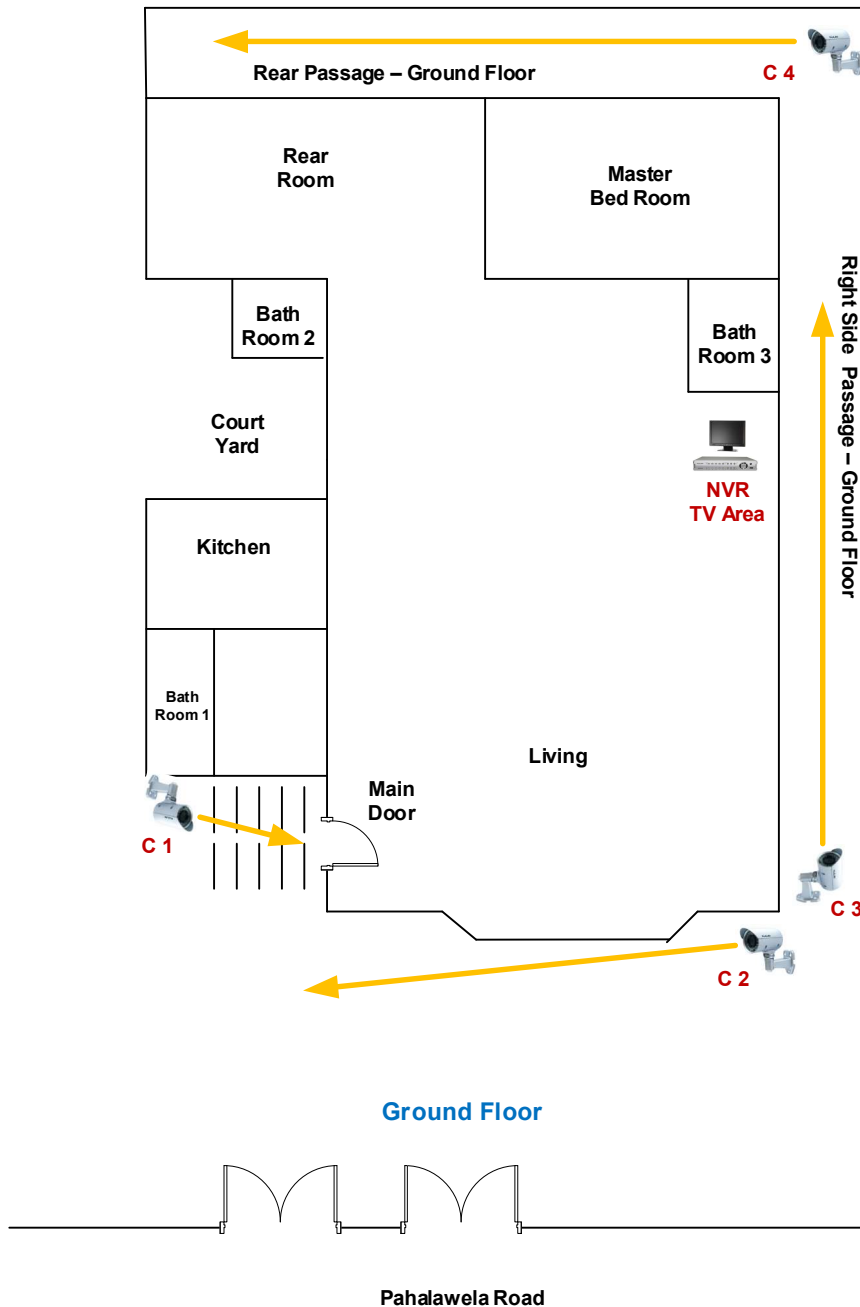 Rear Passage – Ground Floor
C 4
Rear
Room
Master
Bed Room
Right Side Passage – Ground Floor
Bath
Room 2
Bath
Room 3
Court
Yard
NVR
TV Area
Kitchen
Bath
Room 1
Living
Main
Door
C 1
C 3
C 2
Ground Floor
Pahalawela Road